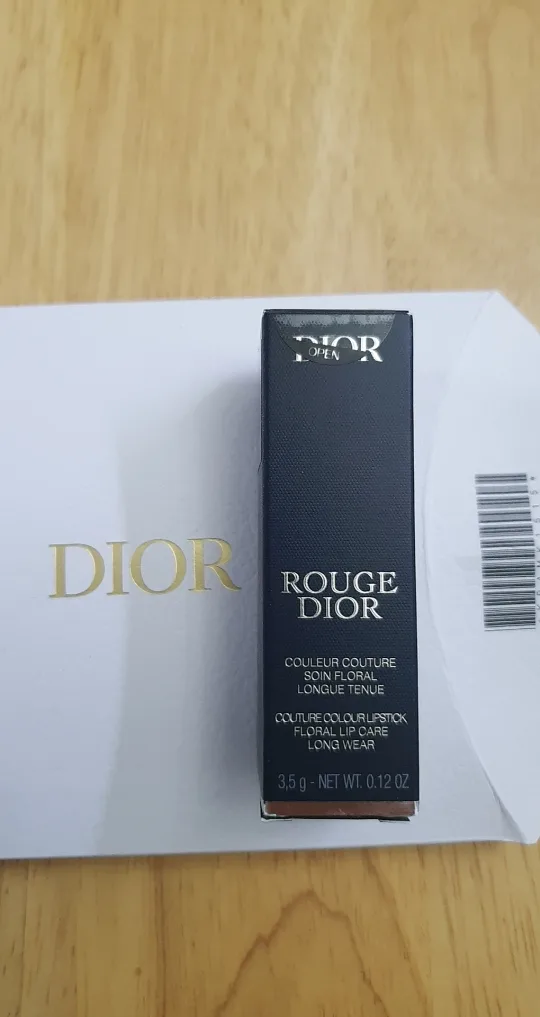 DIOR
OPEN
DIOR
ROUGE
DIOR
COULEUR COUTURE
SOIN FLORAL
LONGUE TENUE
COUTURE COLOUR LIPSTICK
FLORAL LIP CARE
LONG WEAR
3,5 g - NET WT. 0.12 OZ